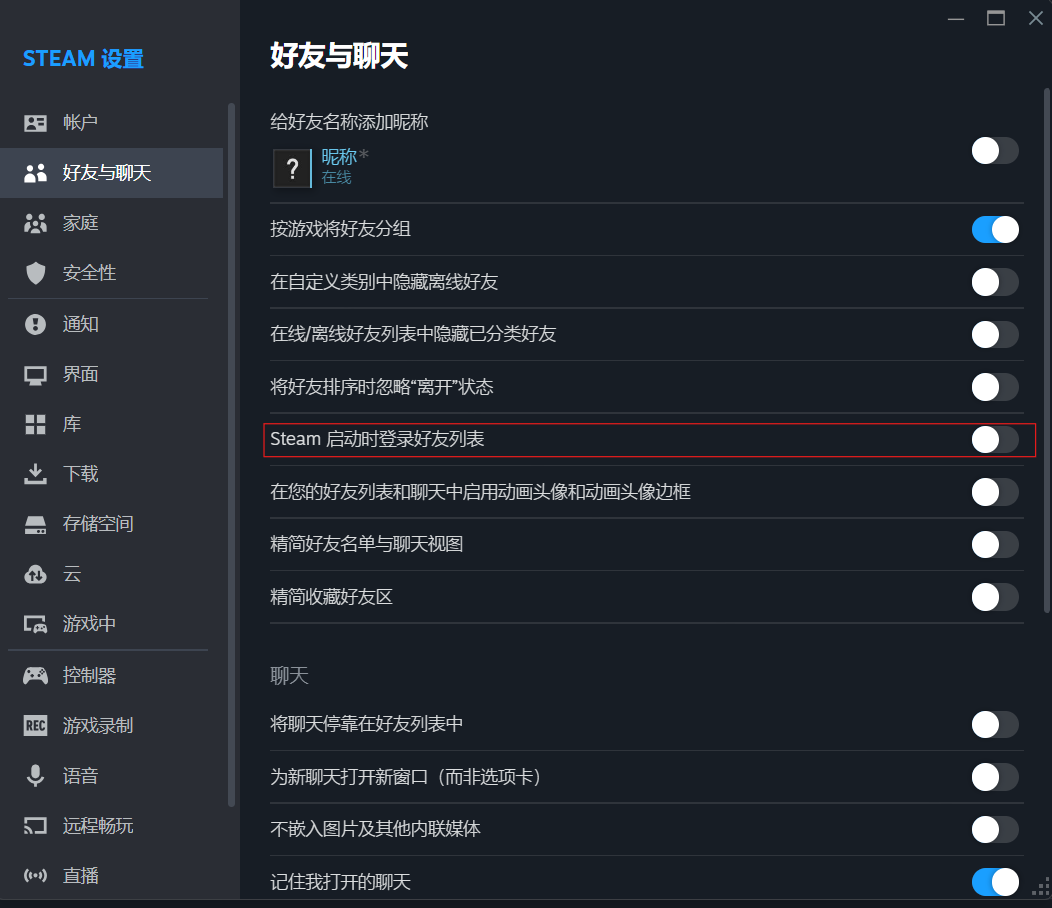 STEAM 设置
帐户
好友与聊天
家庭
安全性
通知
界面
库
下载
存储空间
云
游戏中
控制器
REC 游戏录制
语音
远程畅玩
直播
好友与聊天
给好友名称添加昵称
? 昵称*
在线
按游戏将好友分组
在自定义类别中隐藏离线好友
在线/离线好友列表中隐藏已分类好友
将好友排序时忽略“离开”状态
Steam 启动时登录好友列表
在您的好友列表和聊天中启用动画头像和动画头像边框
精简好友名单与聊天视图
精简收藏好友区
聊天
将聊天停靠在好友列表中
为新聊天打开新窗口（而非选项卡）
不嵌入图片及其他内联媒体
记住我打开的聊天